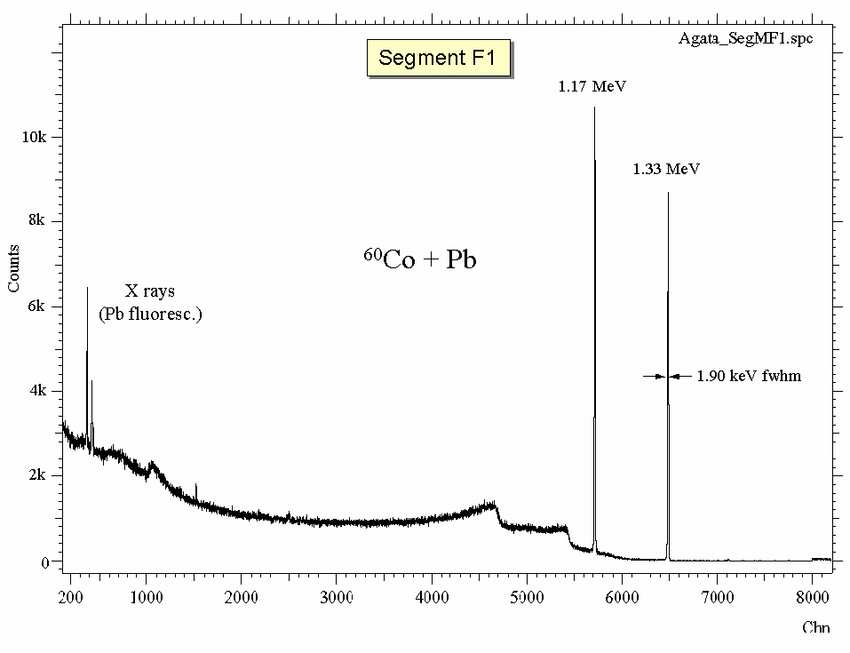 Agata_SegMF1.spc
Segment F1
1.17 MeV
10k
1.33 MeV
8k
Counts
⁶⁰Co + Pb
X rays
(Pb fluoresc.)
6k
1.90 keV fwhm
4k
2k
0
200 1000 2000 3000 4000 5000 6000 7000 8000
Chn